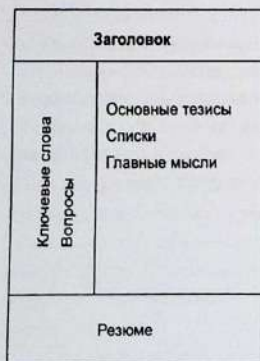 Заголовок
Ключевые слова
Вопросы
Основные тезисы
Списки
Главные мысли
Резюме